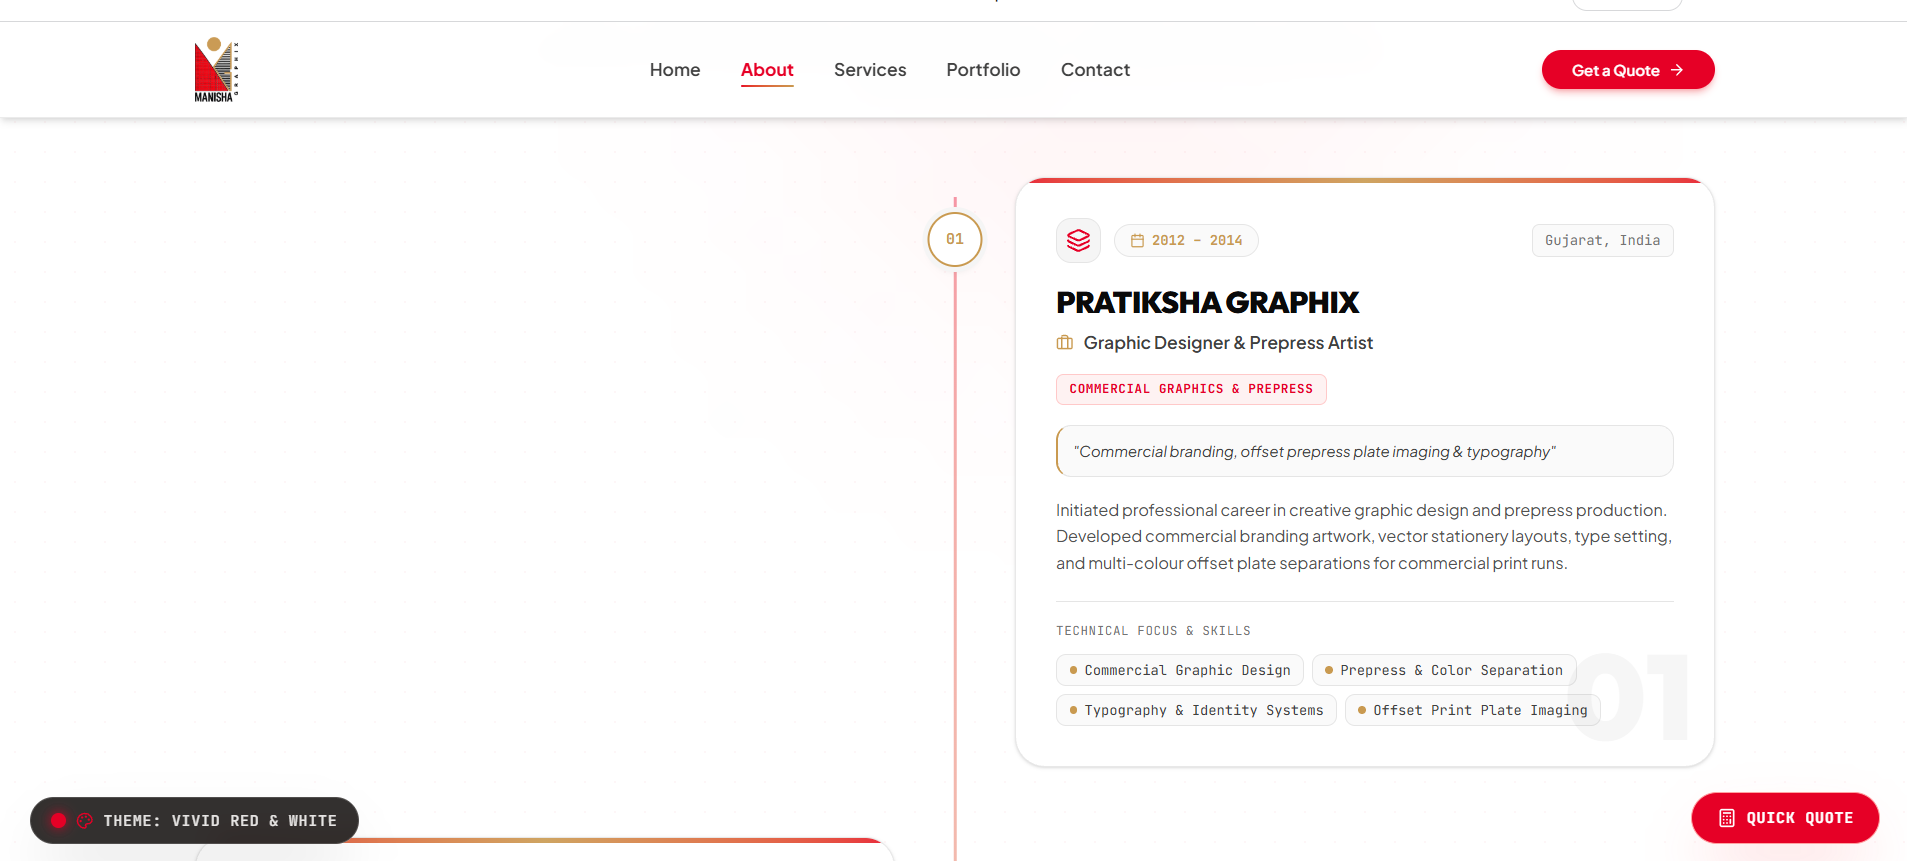 MANISHA
GRAPHIX
Home
About
Services
Portfolio
Contact
Get a Quote
01
2012 – 2014
Gujarat, India
PRATIKSHA GRAPHIX
Graphic Designer & Prepress Artist
COMMERCIAL GRAPHICS & PREPRESS
"Commercial branding, offset prepress plate imaging & typography"
Initiated professional career in creative graphic design and prepress production.
Developed commercial branding artwork, vector stationery layouts, type setting,
and multi-colour offset plate separations for commercial print runs.
TECHNICAL FOCUS & SKILLS
Commercial Graphic Design
Prepress & Color Separation
Typography & Identity Systems
Offset Print Plate Imaging
01
THEME: VIVID RED & WHITE
QUICK QUOTE